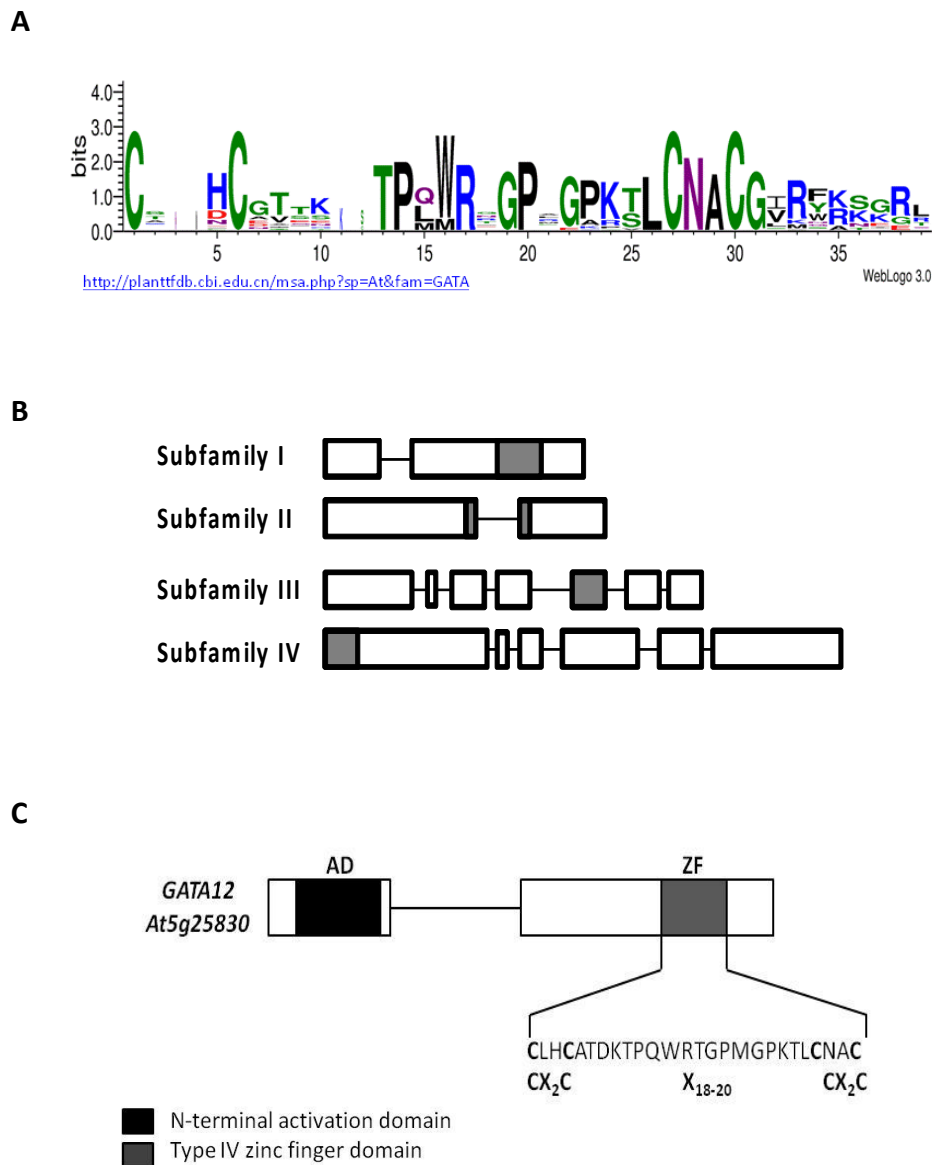 A
4.0
3.0
2.0
1.0
0.0
bits
5 10 15 20 25 30 35
http://planttfdb.cbi.edu.cn/msa.php?sp=At&fam=GATA
WebLogo 3.0
B
Subfamily I
Subfamily II
Subfamily III
Subfamily IV
C
AD ZF
GATA12
At5g25830
CLHCATDKTPQWRTGPMGPKTLCNAC
CX2C X18-20 CX2C
N-terminal activation domain
Type IV zinc finger domain